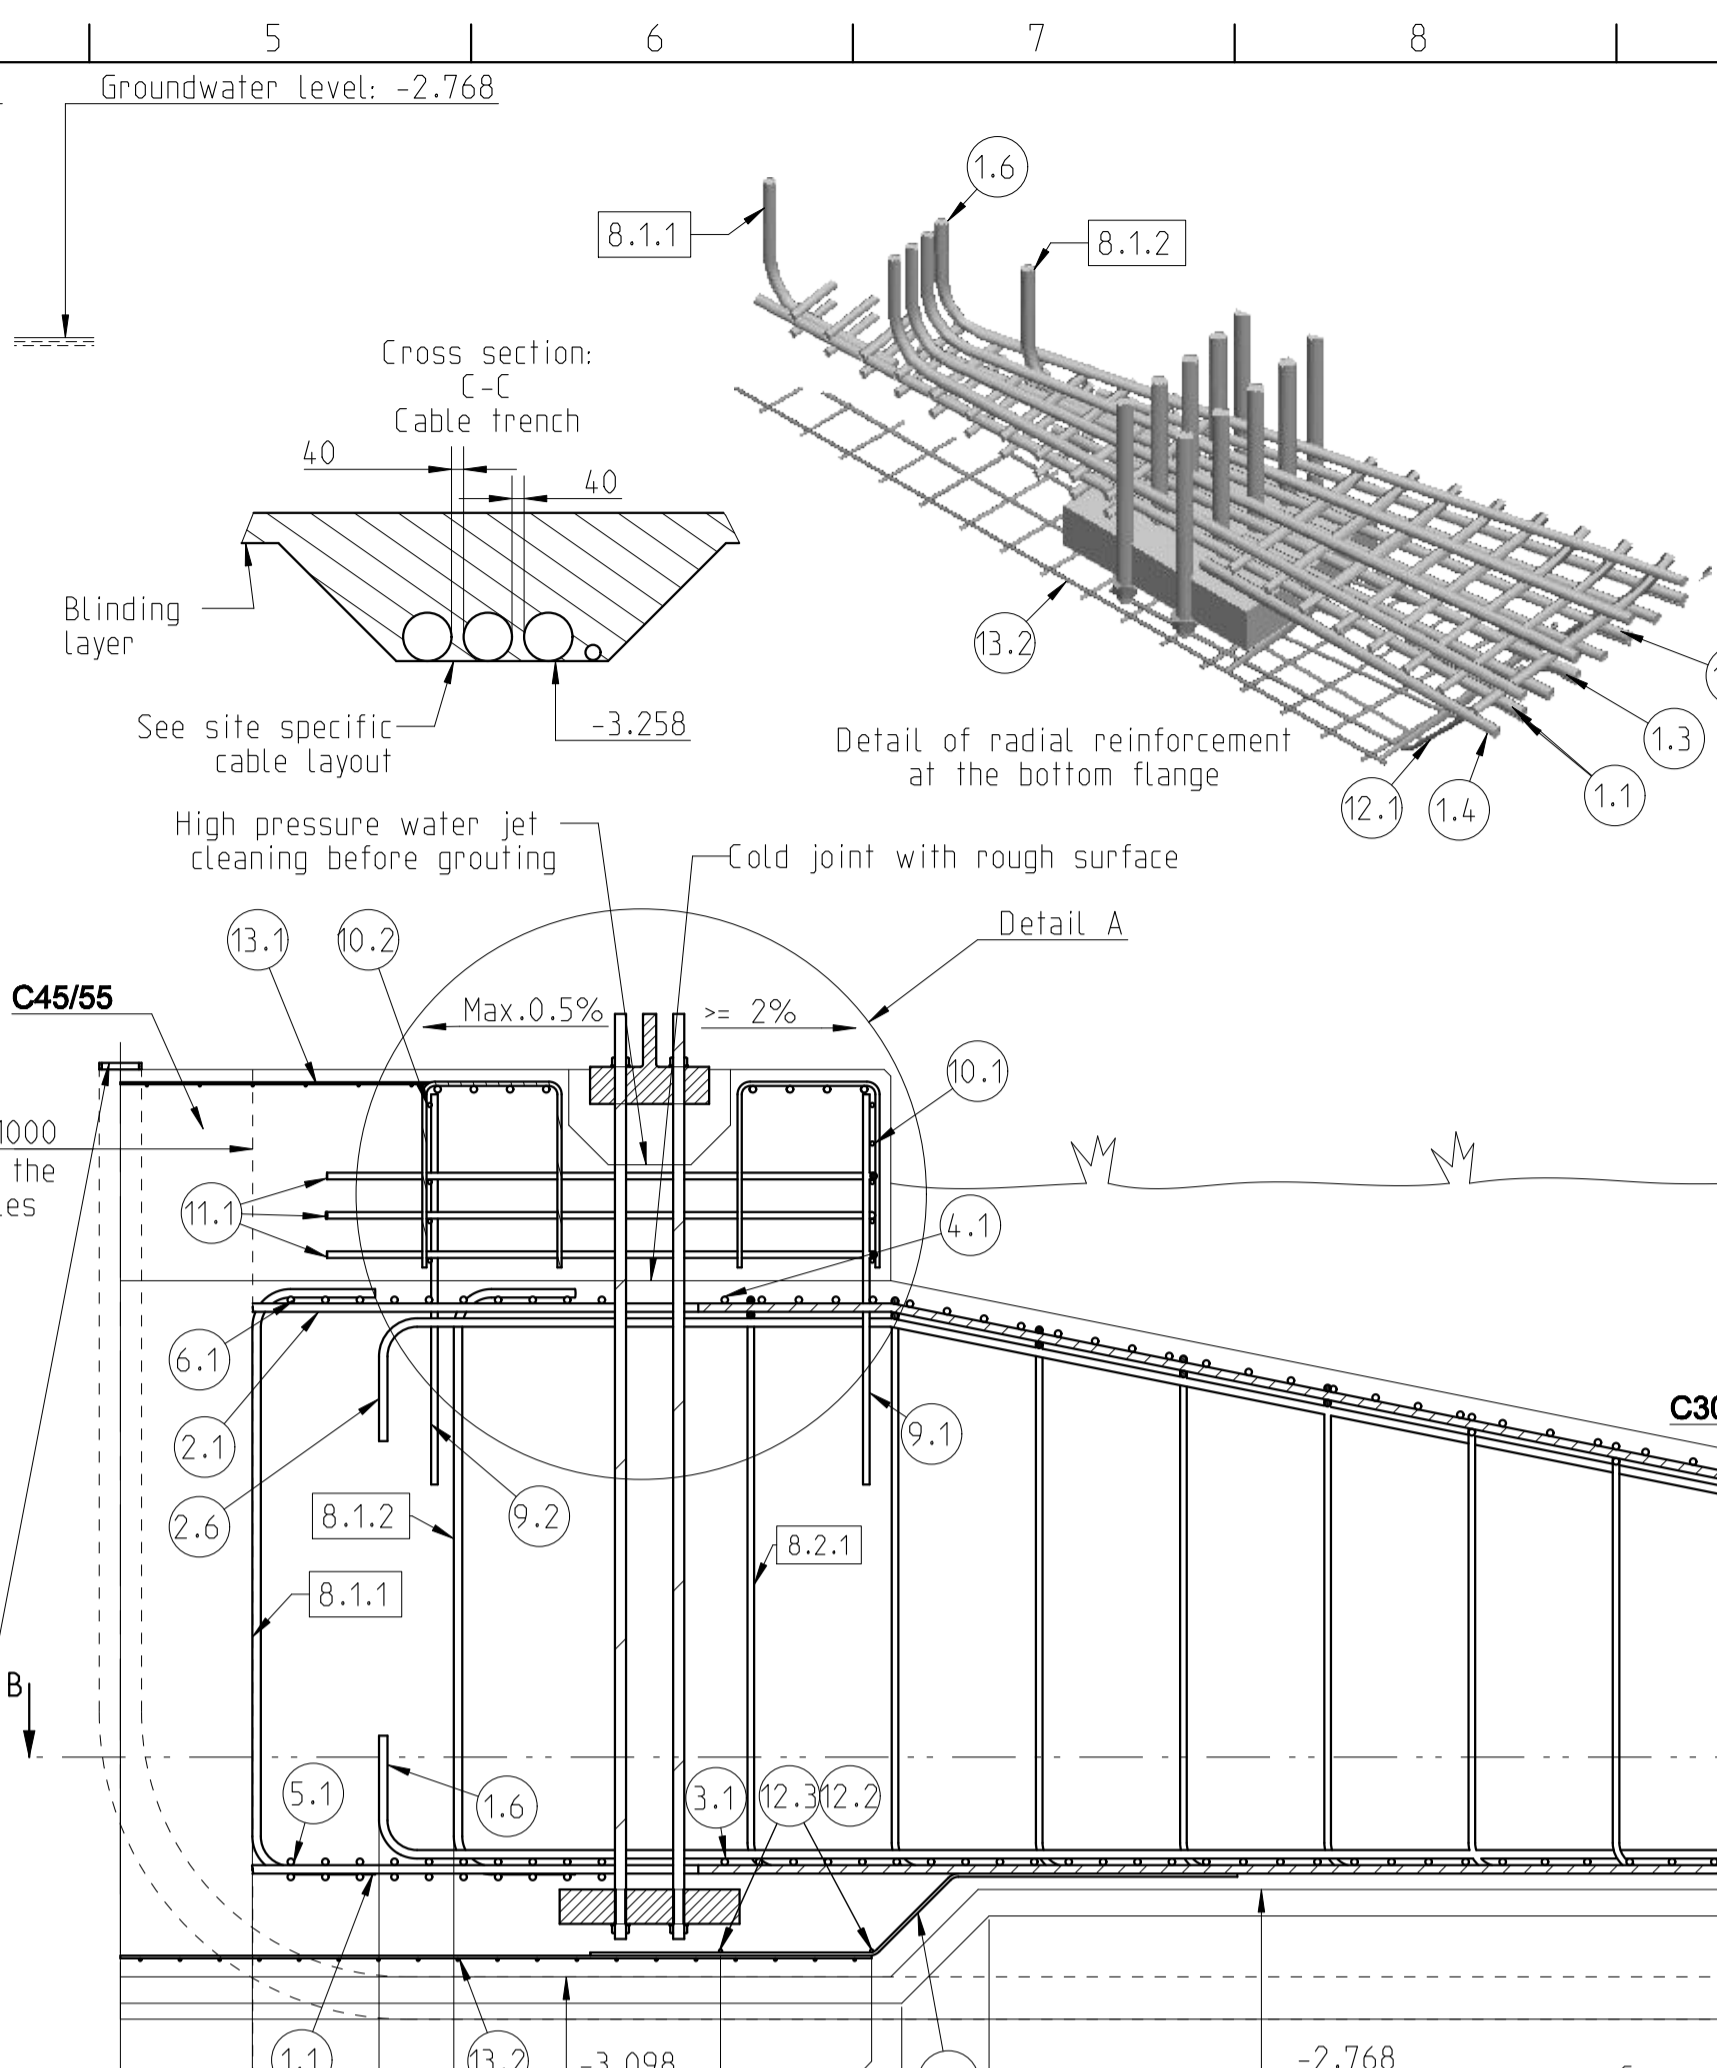 5
6
7
8
Groundwater level: -2.768
1.6
8.1.1
8.1.2
Cross section:
C-C
Cable trench
40
40
Blinding
layer
13.2
See site specific
cable layout
-3.258
Detail of radial reinforcement
at the bottom flange
1.3
12.1
1.4
1.1
High pressure water jet
cleaning before grouting
Cold joint with rough surface
Detail A
13.1
10.2
C45/55
Max.0.5%
>= 2%
10.1
1000
the
11.1
4.1
6.1
2.1
2.6
9.2
9.1
8.1.2
8.2.1
8.1.1
B
5.1
1.6
3.1
12.3
12.2
1.1
13.2
-3.098
-2.768